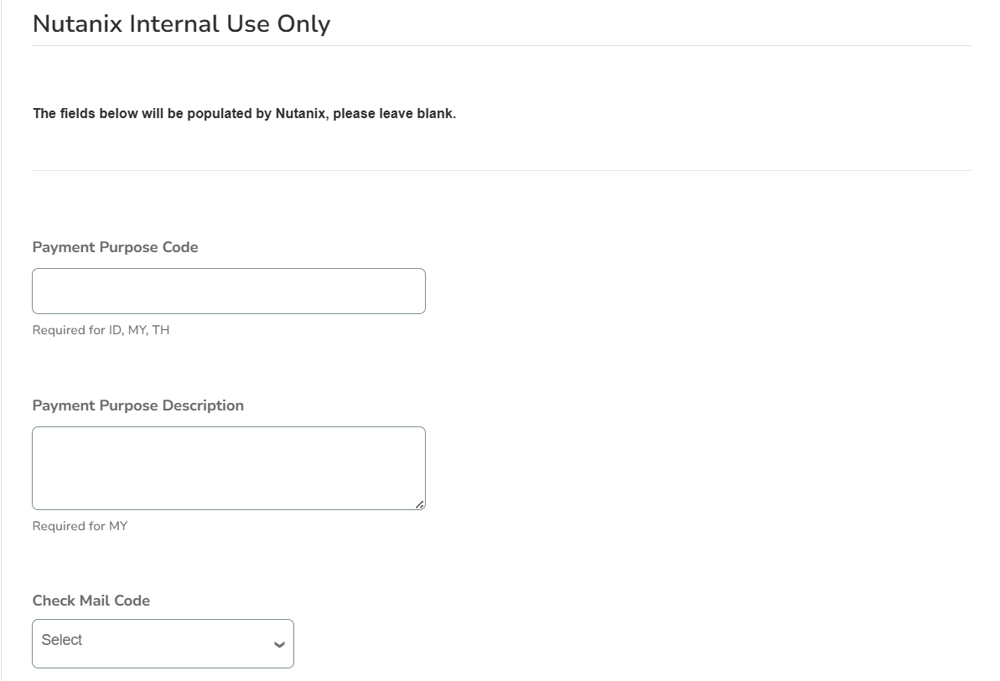 Nutanix Internal Use Only
The fields below will be populated by Nutanix, please leave blank.
Payment Purpose Code
Required for ID, MY, TH
Payment Purpose Description
Required for MY
Check Mail Code
Select